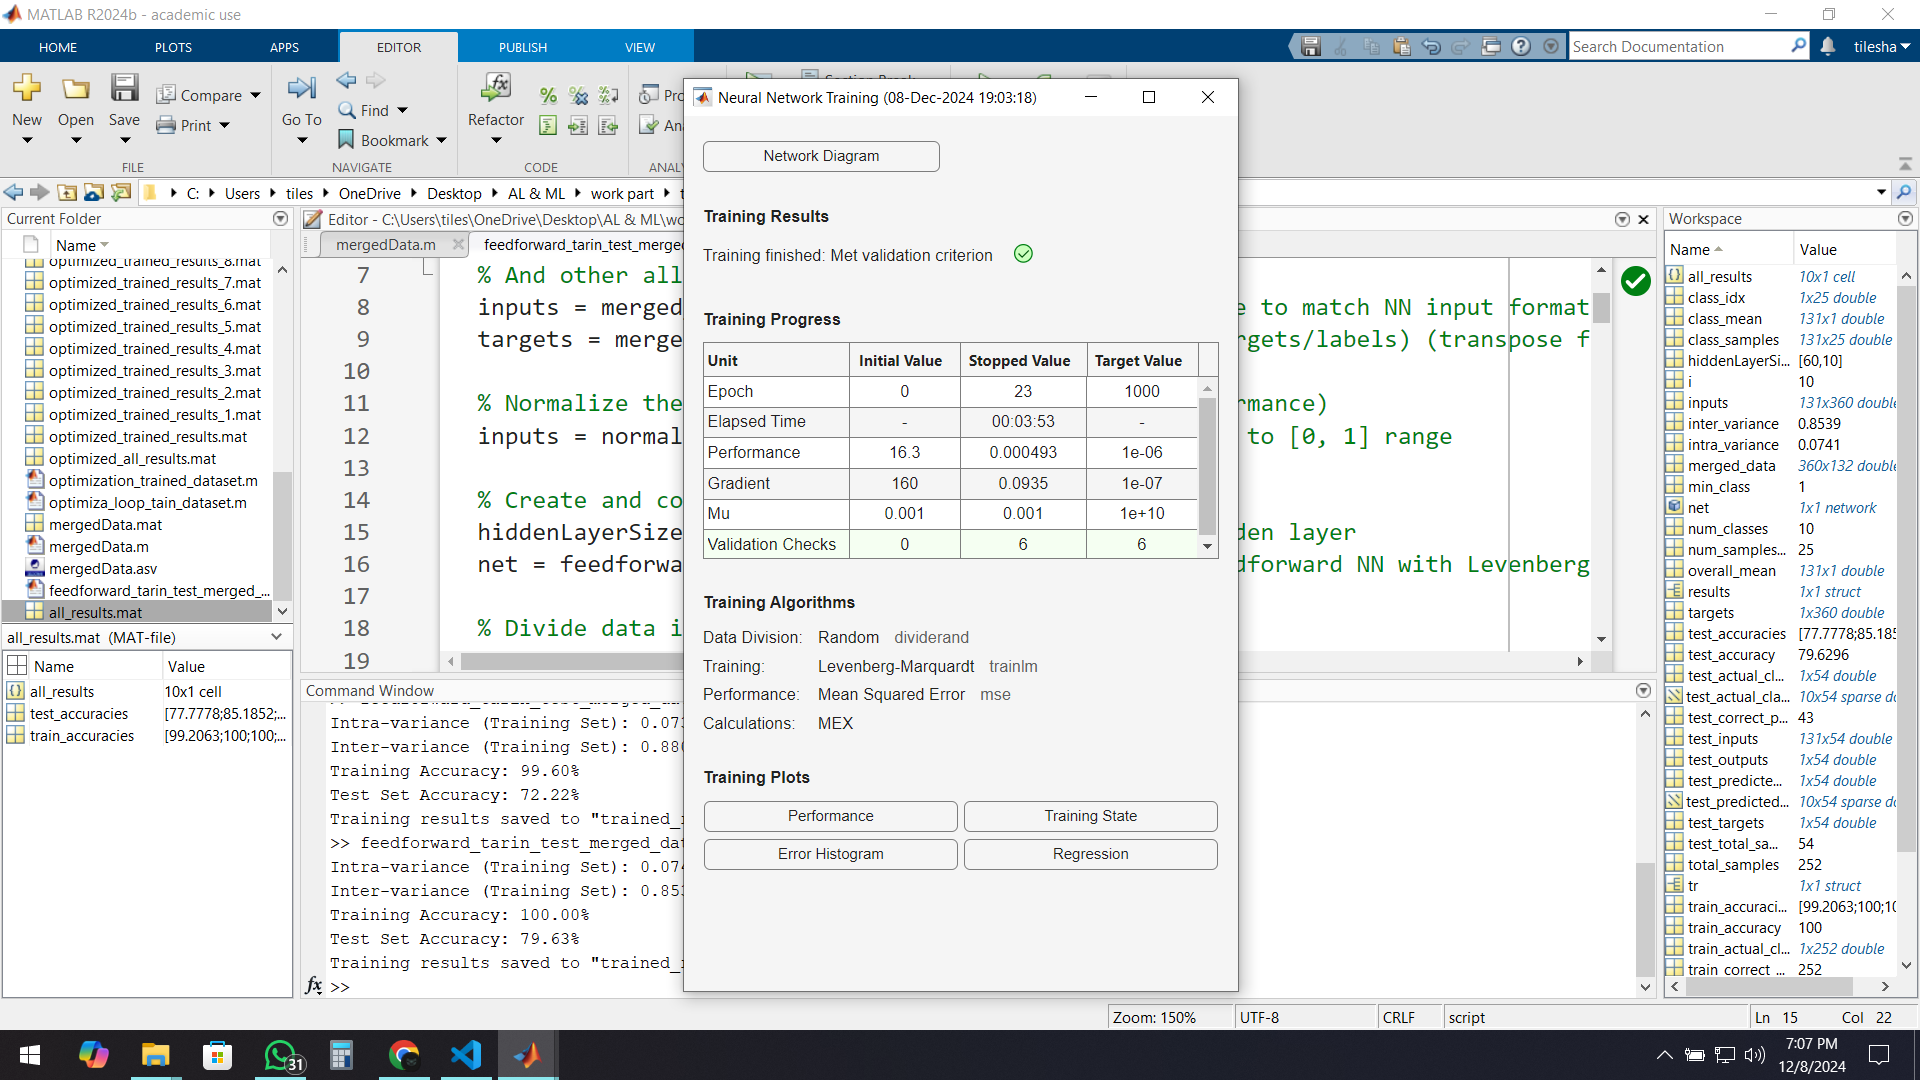 MATLAB R2024b - academic use
HOME PLOTS APPS EDITOR PUBLISH VIEW
Search Documentation
tilesha
New
Open
Save
Compare
Print
FILE
Go To
Find
Bookmark
NAVIGATE
Refactor
CODE
C: Users tiles OneDrive Desktop AL & ML work part
Current Folder
Name
optimized_trained_results_8.mat
optimized_trained_results_7.mat
optimized_trained_results_6.mat
optimized_trained_results_5.mat
optimized_trained_results_4.mat
optimized_trained_results_3.mat
optimized_trained_results_2.mat
optimized_trained_results_1.mat
optimized_trained_results.mat
optimized_all_results.mat
optimization_trained_dataset.m
optimiza_loop_tain_dataset.m
mergedData.mat
mergedData.m
mergedData.asv
feedforward_tarin_test_merged_...
all_results.mat
all_results.mat (MAT-file)
Name Value
all_results 10x1 cell
test_accuracies [77.7778;85.1852;...
train_accuracies [99.2063;100;100;...
Editor - C:\Users\tiles\OneDrive\Desktop\AL & ML\wo
mergedData.m
feedforward_tarin_test_merged
7 % And other all
8 inputs = merged e to match NN input format
9 targets = merge rgets/labels) (transpose f
10
11 % Normalize the rmance)
12 inputs = normal to [0, 1] range
13
14 % Create and co
15 hiddenLayerSize den layer
16 net = feedforwa dforward NN with Levenberg
17
18 % Divide data i
19
Command Window
Intra-variance (Training Set): 0.073
Inter-variance (Training Set): 0.880
Training Accuracy: 99.60%
Test Set Accuracy: 72.22%
Training results saved to "trained_
>> feedforward_tarin_test_merged_dat
Intra-variance (Training Set): 0.074
Inter-variance (Training Set): 0.853
Training Accuracy: 100.00%
Test Set Accuracy: 79.63%
Training results saved to "trained_
fx >>
Neural Network Training (08-Dec-2024 19:03:18)
Network Diagram
Training Results
Training finished: Met validation criterion
Training Progress
Unit Initial Value Stopped Value Target Value
Epoch 0 23 1000
Elapsed Time - 00:03:53 -
Performance 16.3 0.000493 1e-06
Gradient 160 0.0935 1e-07
Mu 0.001 0.001 1e+10
Validation Checks 0 6 6
Training Algorithms
Data Division: Random dividerand
Training: Levenberg-Marquardt trainlm
Performance: Mean Squared Error mse
Calculations: MEX
Training Plots
Performance
Training State
Error Histogram
Regression
Workspace
Name Value
all_results 10x1 cell
class_idx 1x25 double
class_mean 131x1 double
class_samples 131x25 double
hiddenLayerSi... [60,10]
i 10
inputs 131x360 double
inter_variance 0.8539
intra_variance 0.0741
merged_data 360x132 double
min_class 1
net 1x1 network
num_classes 10
num_samples... 25
overall_mean 131x1 double
results 1x1 struct
targets 1x360 double
test_accuracies [77.7778;85.185
test_accuracy 79.6296
test_actual_cl... 1x54 double
test_actual_cla... 10x54 sparse do
test_correct_p... 43
test_inputs 131x54 double
test_outputs 1x54 double
test_predicte... 1x54 double
test_predicted... 10x54 sparse do
test_targets 1x54 double
test_total_sa... 54
total_samples 252
tr 1x1 struct
train_accuraci... [99.2063;100;10
train_accuracy 100
train_actual_cl... 1x252 double
train_correct_... 252
Zoom: 150% UTF-8 CRLF script Ln 15 Col 22
31
7:07 PM
12/8/2024